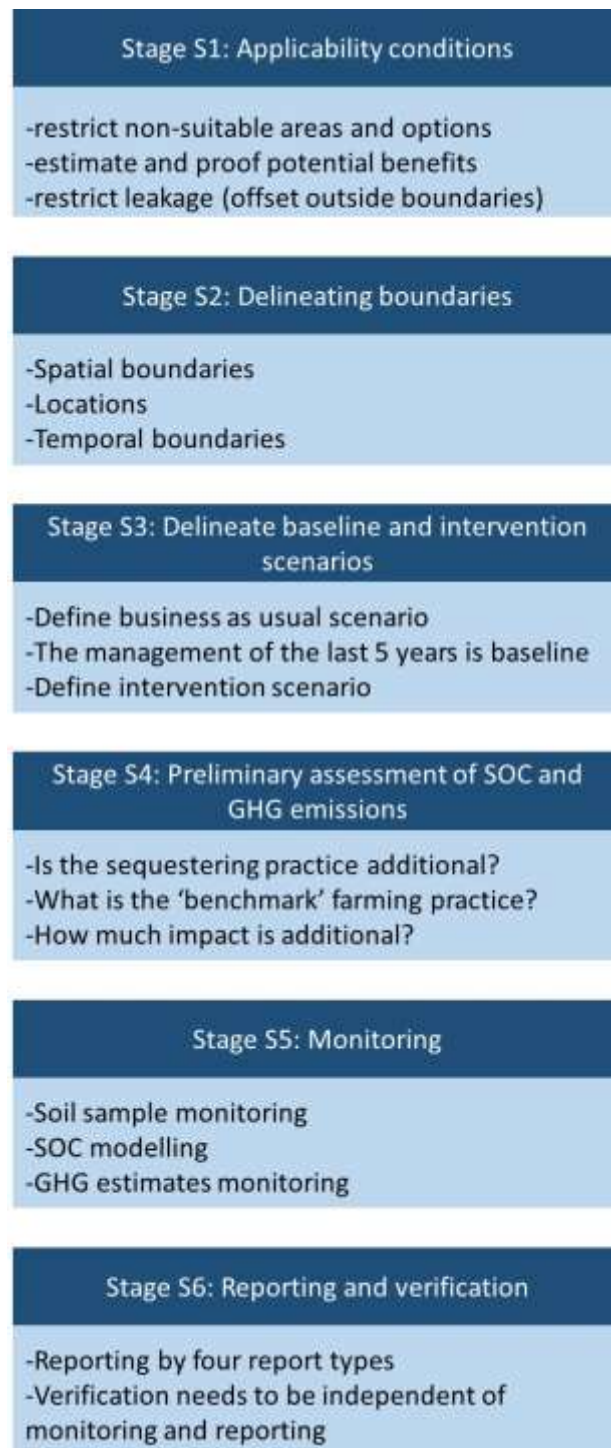 Stage S1: Applicability conditions
-restrict non-suitable areas and options
-estimate and proof potential benefits
-restrict leakage (offset outside boundaries)
Stage S2: Delineating boundaries
-Spatial boundaries
-Locations
-Temporal boundaries
Stage S3: Delineate baseline and intervention
scenarios
-Define business as usual scenario
-The management of the last 5 years is baseline
-Define intervention scenario
Stage S4: Preliminary assessment of SOC and
GHG emissions
-Is the sequestering practice additional?
-What is the ‘benchmark’ farming practice?
-How much impact is additional?
Stage S5: Monitoring
-Soil sample monitoring
-SOC modelling
-GHG estimates monitoring
Stage S6: Reporting and verification
-Reporting by four report types
-Verification needs to be independent of
monitoring and reporting